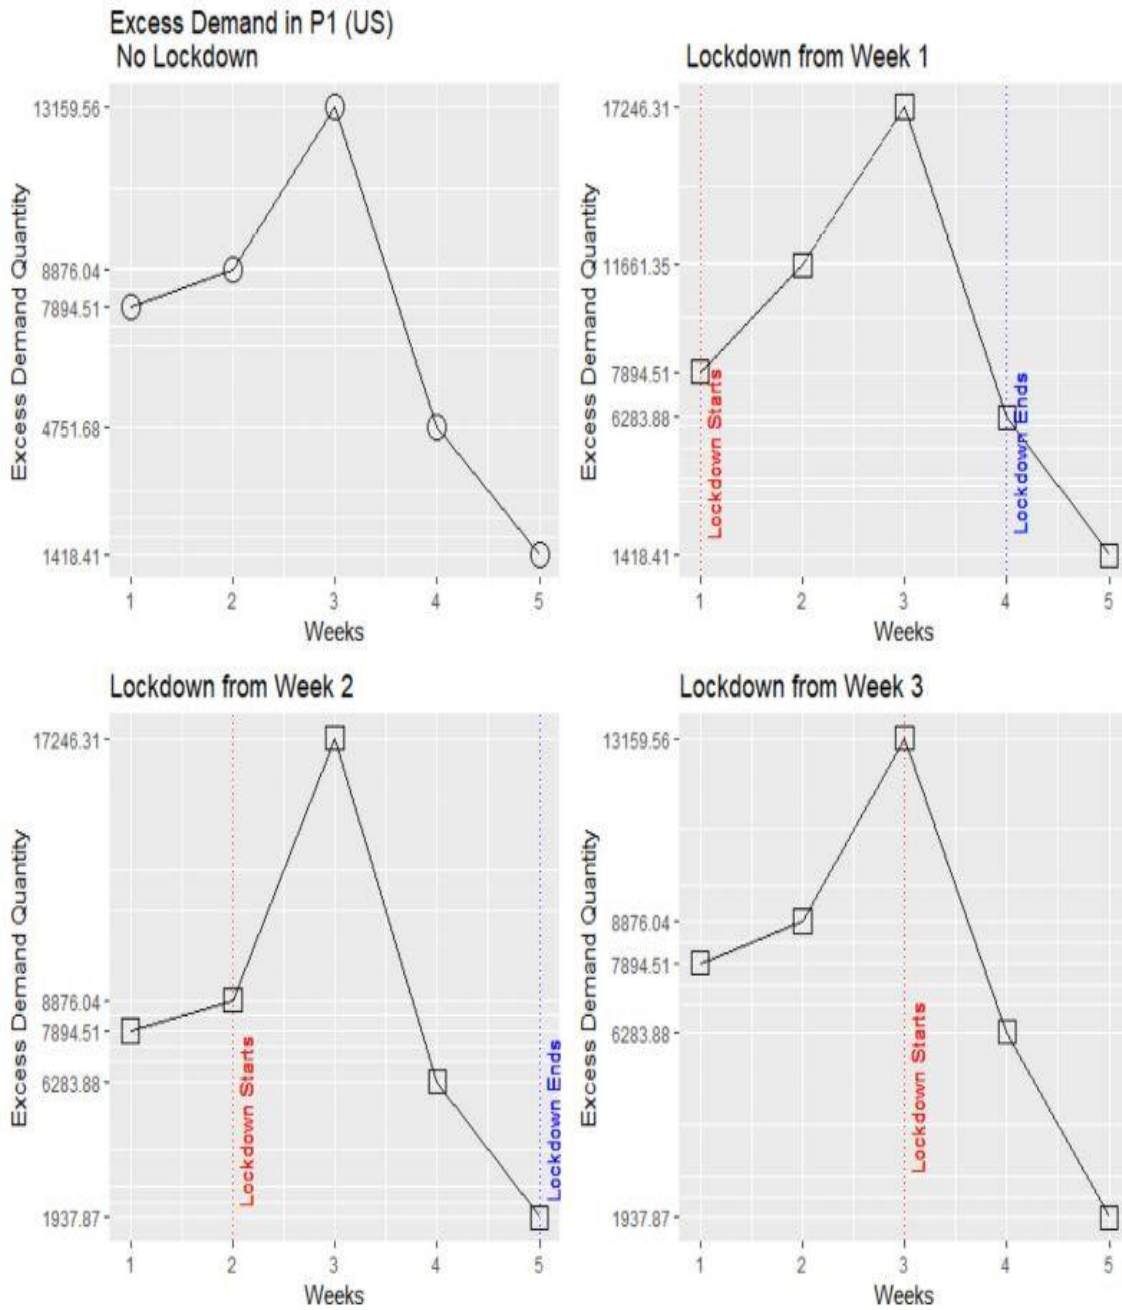 Excess Demand in P1 (US)
No Lockdown
Excess Demand Quantity
13159.56
8876.04
7894.51
4751.68
1418.41
1 2 3 4 5
Weeks
Lockdown from Week 1
Excess Demand Quantity
17246.31
11661.35
7894.51
6283.88
1418.41
Lockdown Starts
Lockdown Ends
1 2 3 4 5
Weeks
Lockdown from Week 2
Excess Demand Quantity
17246.31
8876.04
7894.51
6283.88
1937.87
Lockdown Starts
Lockdown Ends
1 2 3 4 5
Weeks
Lockdown from Week 3
Excess Demand Quantity
13159.56
8876.04
7894.51
6283.88
1937.87
Lockdown Starts
1 2 3 4 5
Weeks